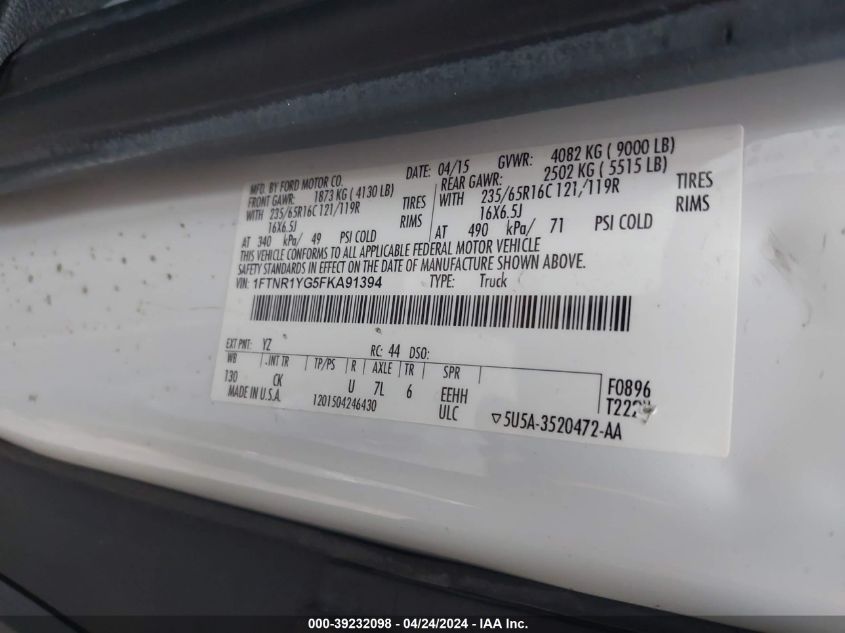 MFD. BY FORD MOTOR CO. DATE: 04/15 GVWR: 4082 KG ( 9000 LB)
FRONT GAWR: 1873 KG ( 4130 LB) REAR GAWR: 2502 KG ( 5515 LB)
WITH 235/65R16C 121/119R TIRES WITH 235/65R16C 121/119R TIRES
16X6.5J RIMS 16X6.5J RIMS
AT 340 kPa/ 49 PSI COLD AT 490 kPa/ 71 PSI COLD
THIS VEHICLE CONFORMS TO ALL APPLICABLE FEDERAL MOTOR VEHICLE
SAFETY STANDARDS IN EFFECT ON THE DATE OF MANUFACTURE SHOWN ABOVE.
VIN: 1FTNR1YG5FKA91394 TYPE: Truck
EXT PNT: YZ RC: 44 DSO:
WB INT TR TP/PS R AXLE TR SPR
130 CK U 7L 6 EEHH F0896
MADE IN U.S.A. 1201504246430 ULC
▽5U5A-3520472-AA
000-39232098 - 04/24/2024 - IAA Inc.